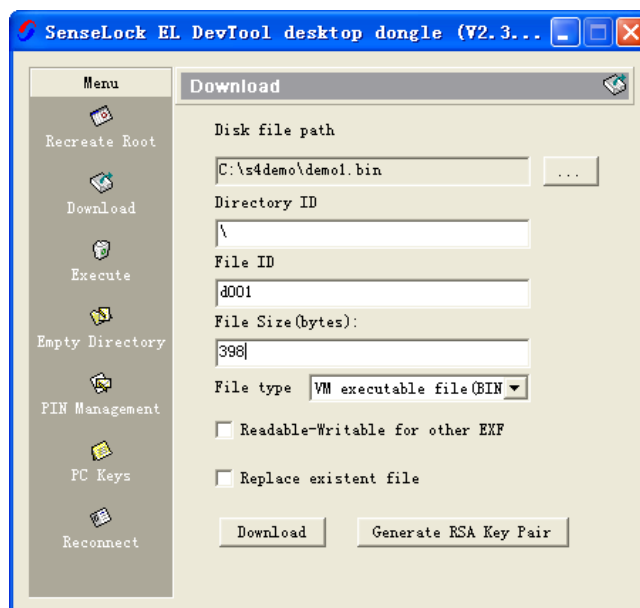 SenseLock EL DevTool desktop dongle (V2.3...
Menu
Recreate Root
Download
Execute
Empty Directory
PIN Management
PC Keys
Reconnect
Download
Disk file path
C:\s4demo\demo1.bin
...
Directory ID
\
File ID
d001
File Size(bytes):
398
File type VM executable file(BIN
Readable-Writable for other EXF
Replace existent file
Download Generate RSA Key Pair